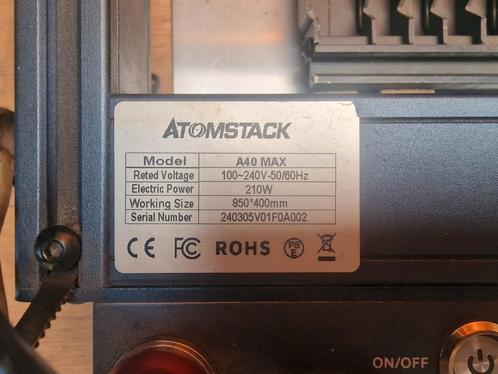 ATOMSTACK
Model A40 MAX
Reted Voltage 100~240V-50/60Hz
Electric Power 210W
Working Size 850*400mm
Serial Number 240305V01F0A002
CE FC ROHS PS E
ON/OFF